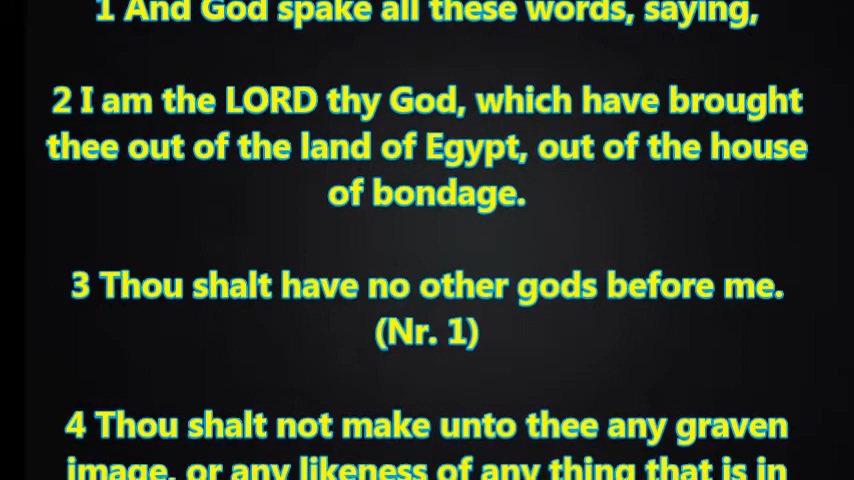 1 And God spake all these words, saying,
2 I am the LORD thy God, which have brought
thee out of the land of Egypt, out of the house
of bondage.
3 Thou shalt have no other gods before me.
(Nr. 1)
4 Thou shalt not make unto thee any graven
image, or any likeness of any thing that is in